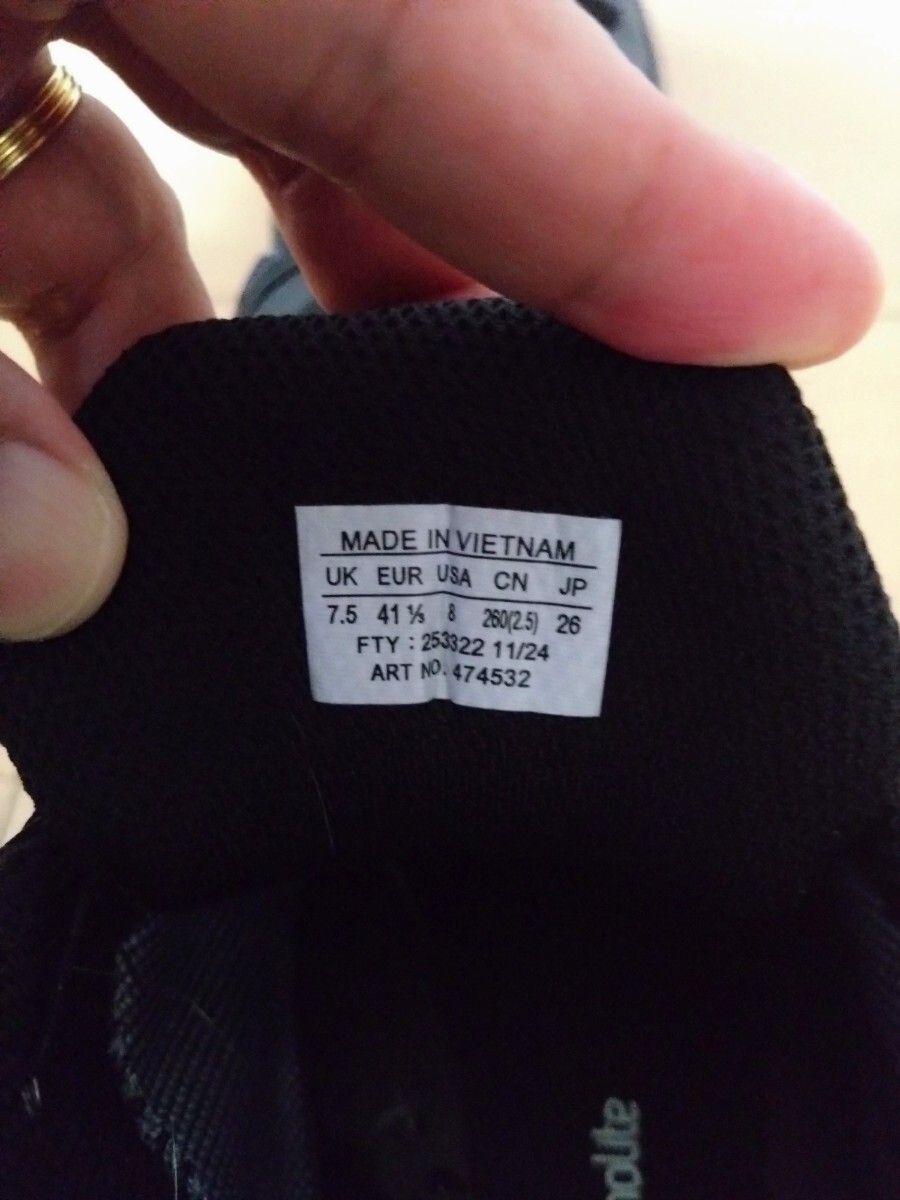 MADE IN VIETNAM
UK EUR USA CN JP
7.5 41 ⅓ 8 260(2.5) 26
FTY : 253322 11/24
ART NO. 474532